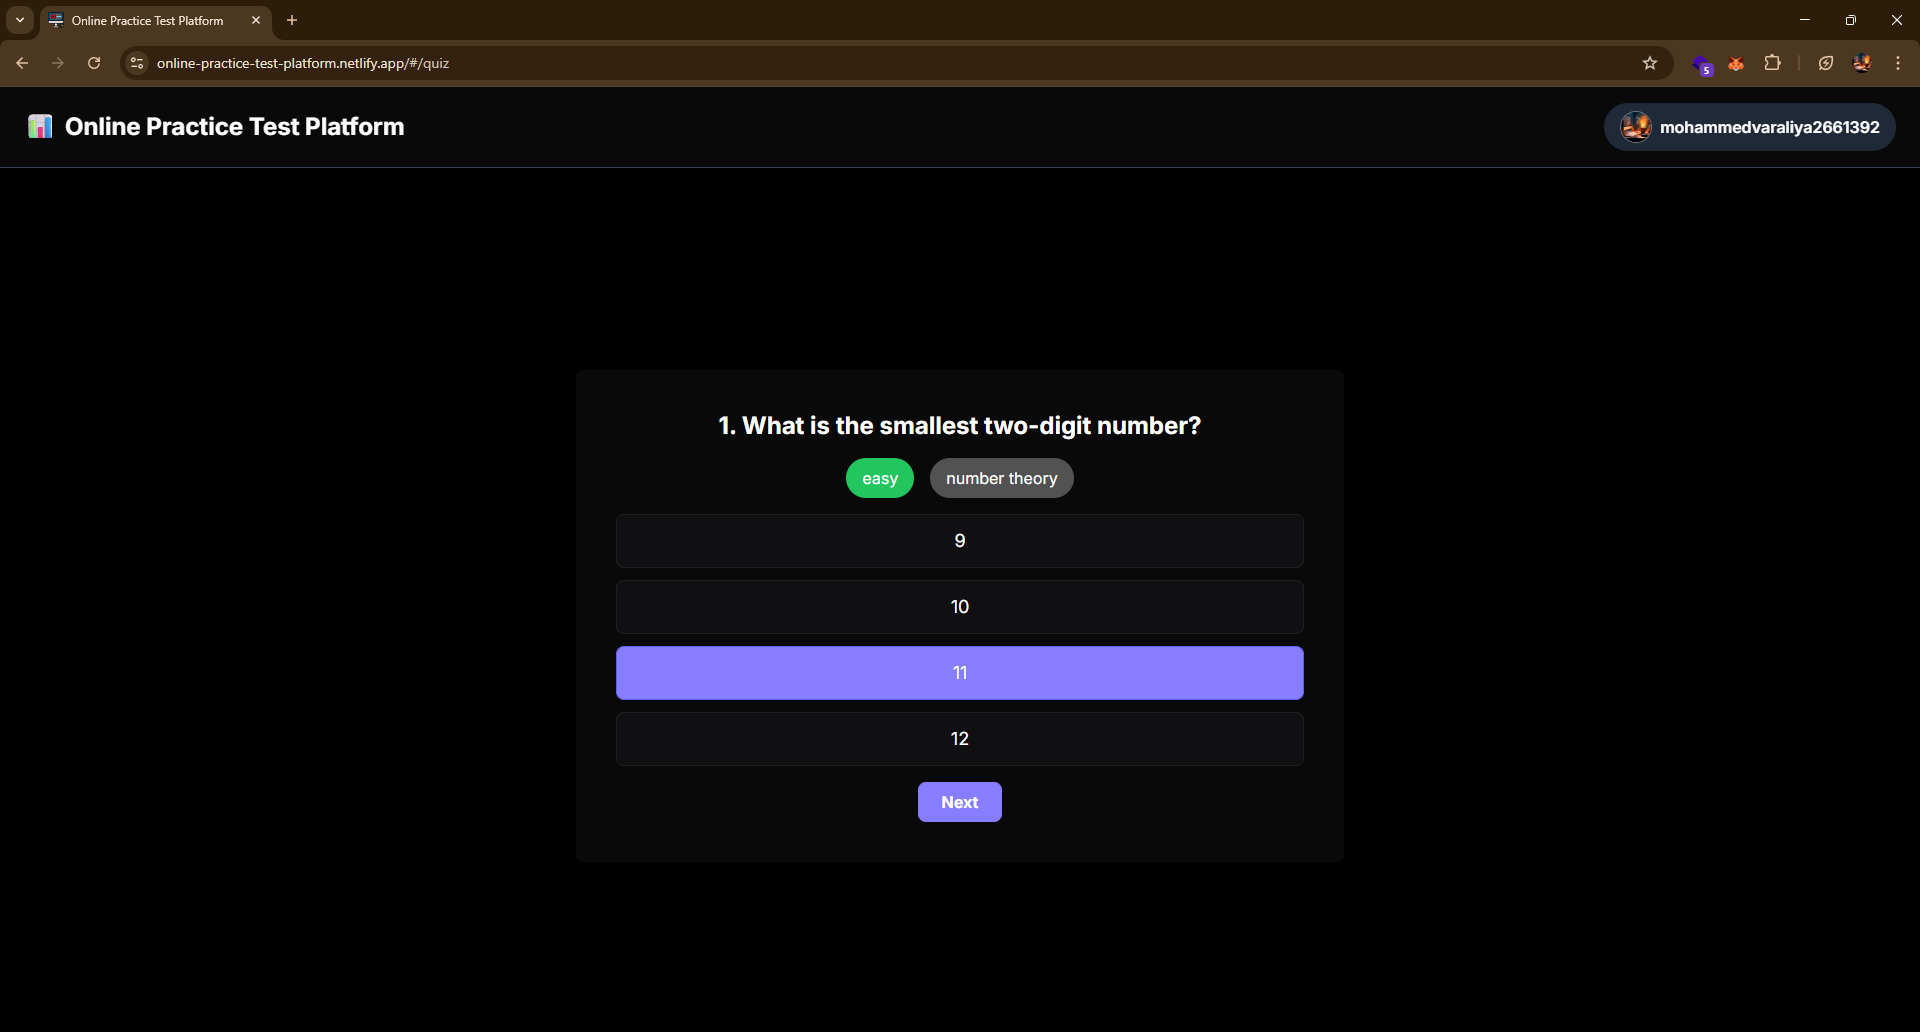 Online Practice Test Platform
online-practice-test-platform.netlify.app/#/quiz
5
Online Practice Test Platform
mohammedvaraliya2661392
1. What is the smallest two-digit number?
easy
number theory
9
10
11
12
Next